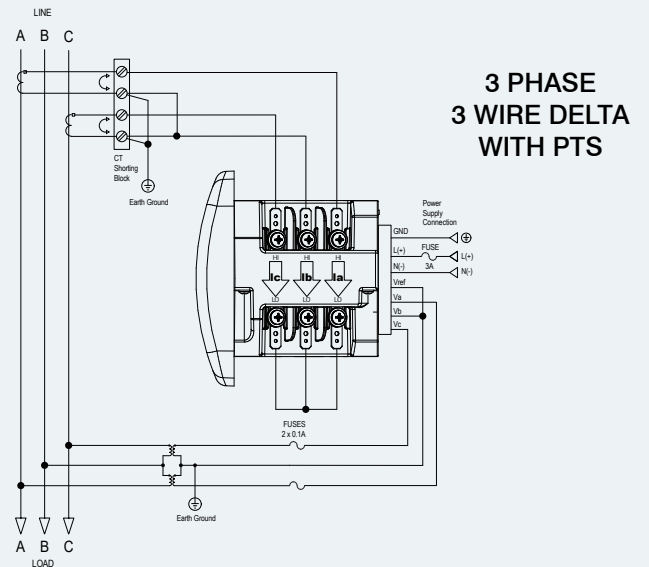 LINE
A B C
3 PHASE
3 WIRE DELTA
WITH PTS
CT
Shorting
Block
Earth Ground
Power
Supply
Connection
GND
L(+)
FUSE
L(+)
N(-)
3A
N(-)
Vref
Va
Vb
Vc
HI HI HI
Ic Ib Ia
LO LO LO
FUSES
2 x 0.1A
Earth Ground
A B C
LOAD